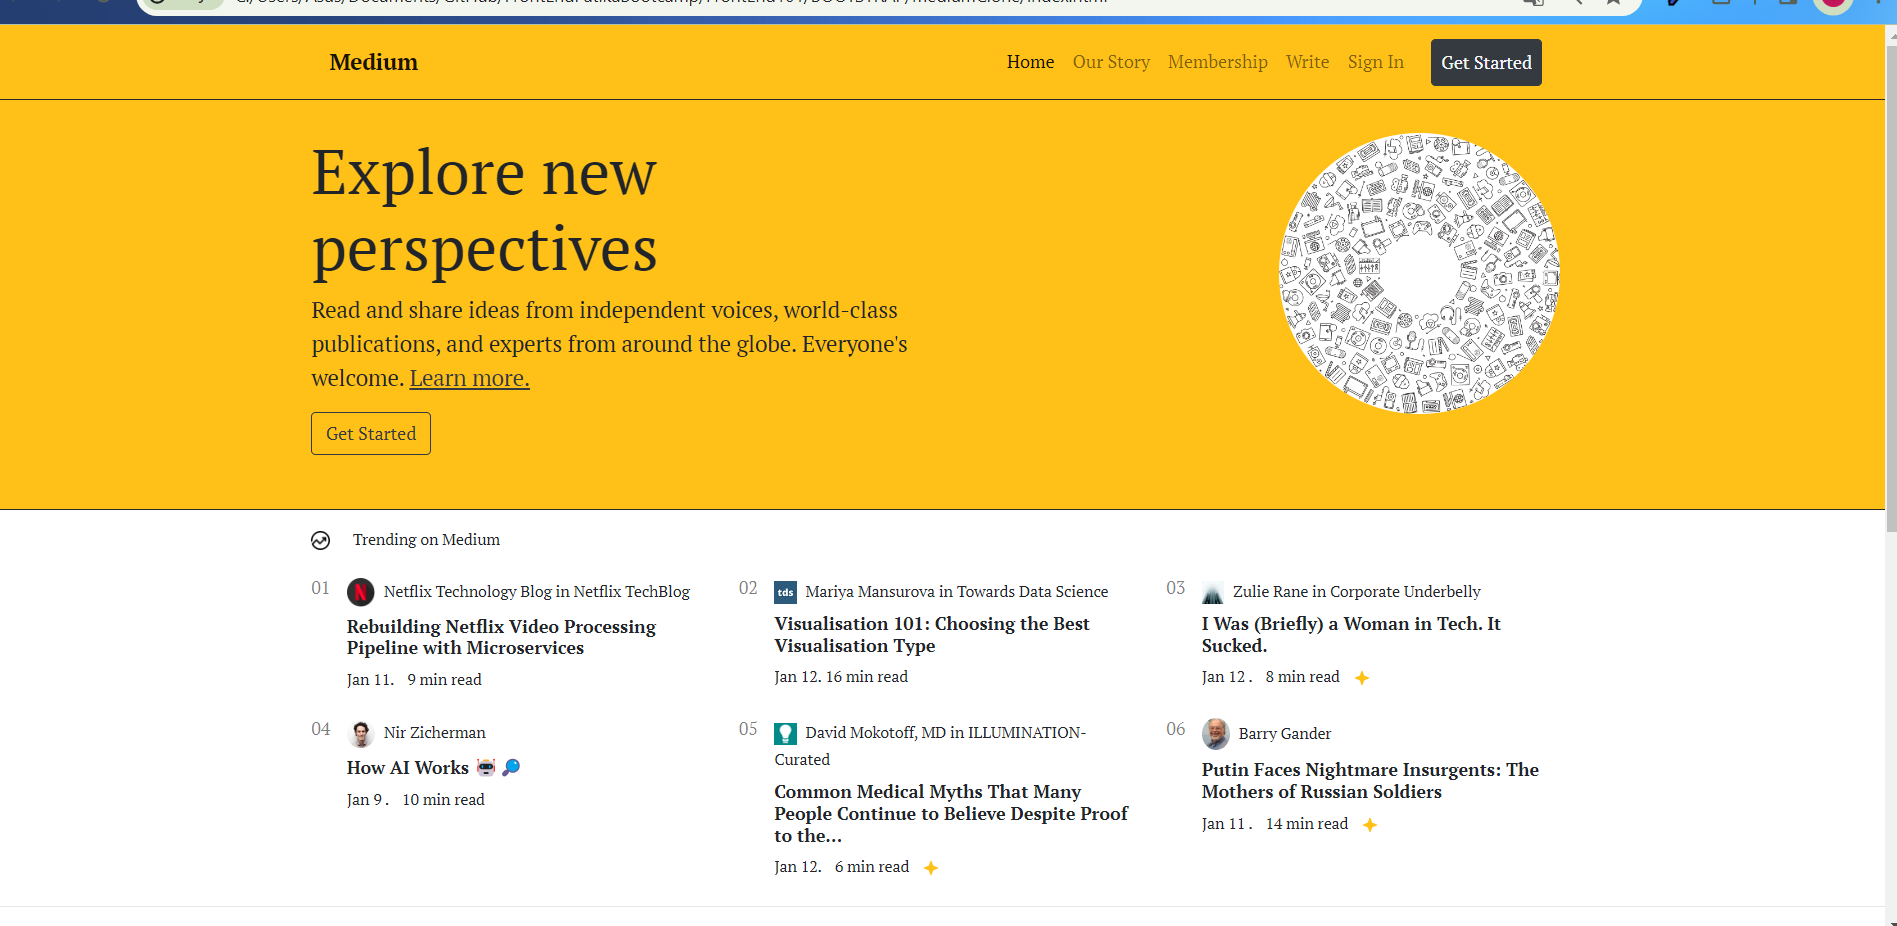 Medium
Home Our Story Membership Write Sign In Get Started
Explore new
perspectives
Read and share ideas from independent voices, world-class
publications, and experts from around the globe. Everyone's
welcome. Learn more.
Get Started
Trending on Medium
01 Netflix Technology Blog in Netflix TechBlog
Rebuilding Netflix Video Processing
Pipeline with Microservices
Jan 11. 9 min read
02 tds Mariya Mansurova in Towards Data Science
Visualisation 101: Choosing the Best
Visualisation Type
Jan 12. 16 min read
03 Zulie Rane in Corporate Underbelly
I Was (Briefly) a Woman in Tech. It
Sucked.
Jan 12 . 8 min read
04 Nir Zicherman
How AI Works 🤖 🔎
Jan 9 . 10 min read
05 David Mokotoff, MD in ILLUMINATION-
Curated
Common Medical Myths That Many
People Continue to Believe Despite Proof
to the...
Jan 12. 6 min read
06 Barry Gander
Putin Faces Nightmare Insurgents: The
Mothers of Russian Soldiers
Jan 11 . 14 min read